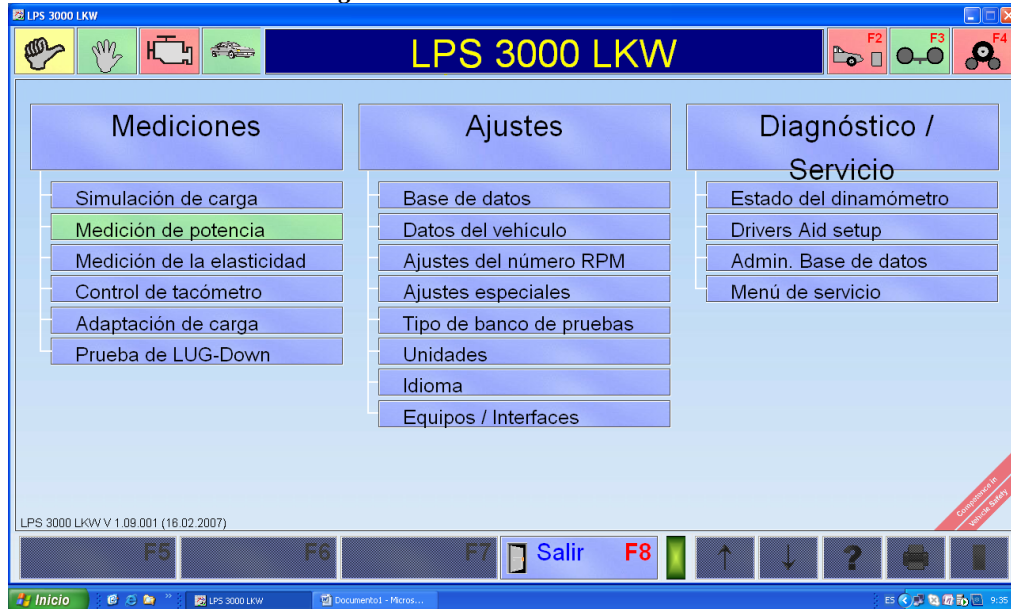 LPS 3000 LKW
LPS 3000 LKW
F2
F3
F4
Mediciones
Simulación de carga
Medición de potencia
Medición de la elasticidad
Control de tacómetro
Adaptación de carga
Prueba de LUG-Down
Ajustes
Base de datos
Datos del vehículo
Ajustes del número RPM
Ajustes especiales
Tipo de banco de pruebas
Unidades
Idioma
Equipos / Interfaces
Diagnóstico /
Servicio
Estado del dinamómetro
Drivers Aid setup
Admin. Base de datos
Menú de servicio
Competence in
Vehicle Safety
LPS 3000 LKW V 1.09.001 (16.02.2007)
F5
F6
F7
Salir F8
?
Inicio
LPS 3000 LKW
Documento1 - Micros...
ES
9:35